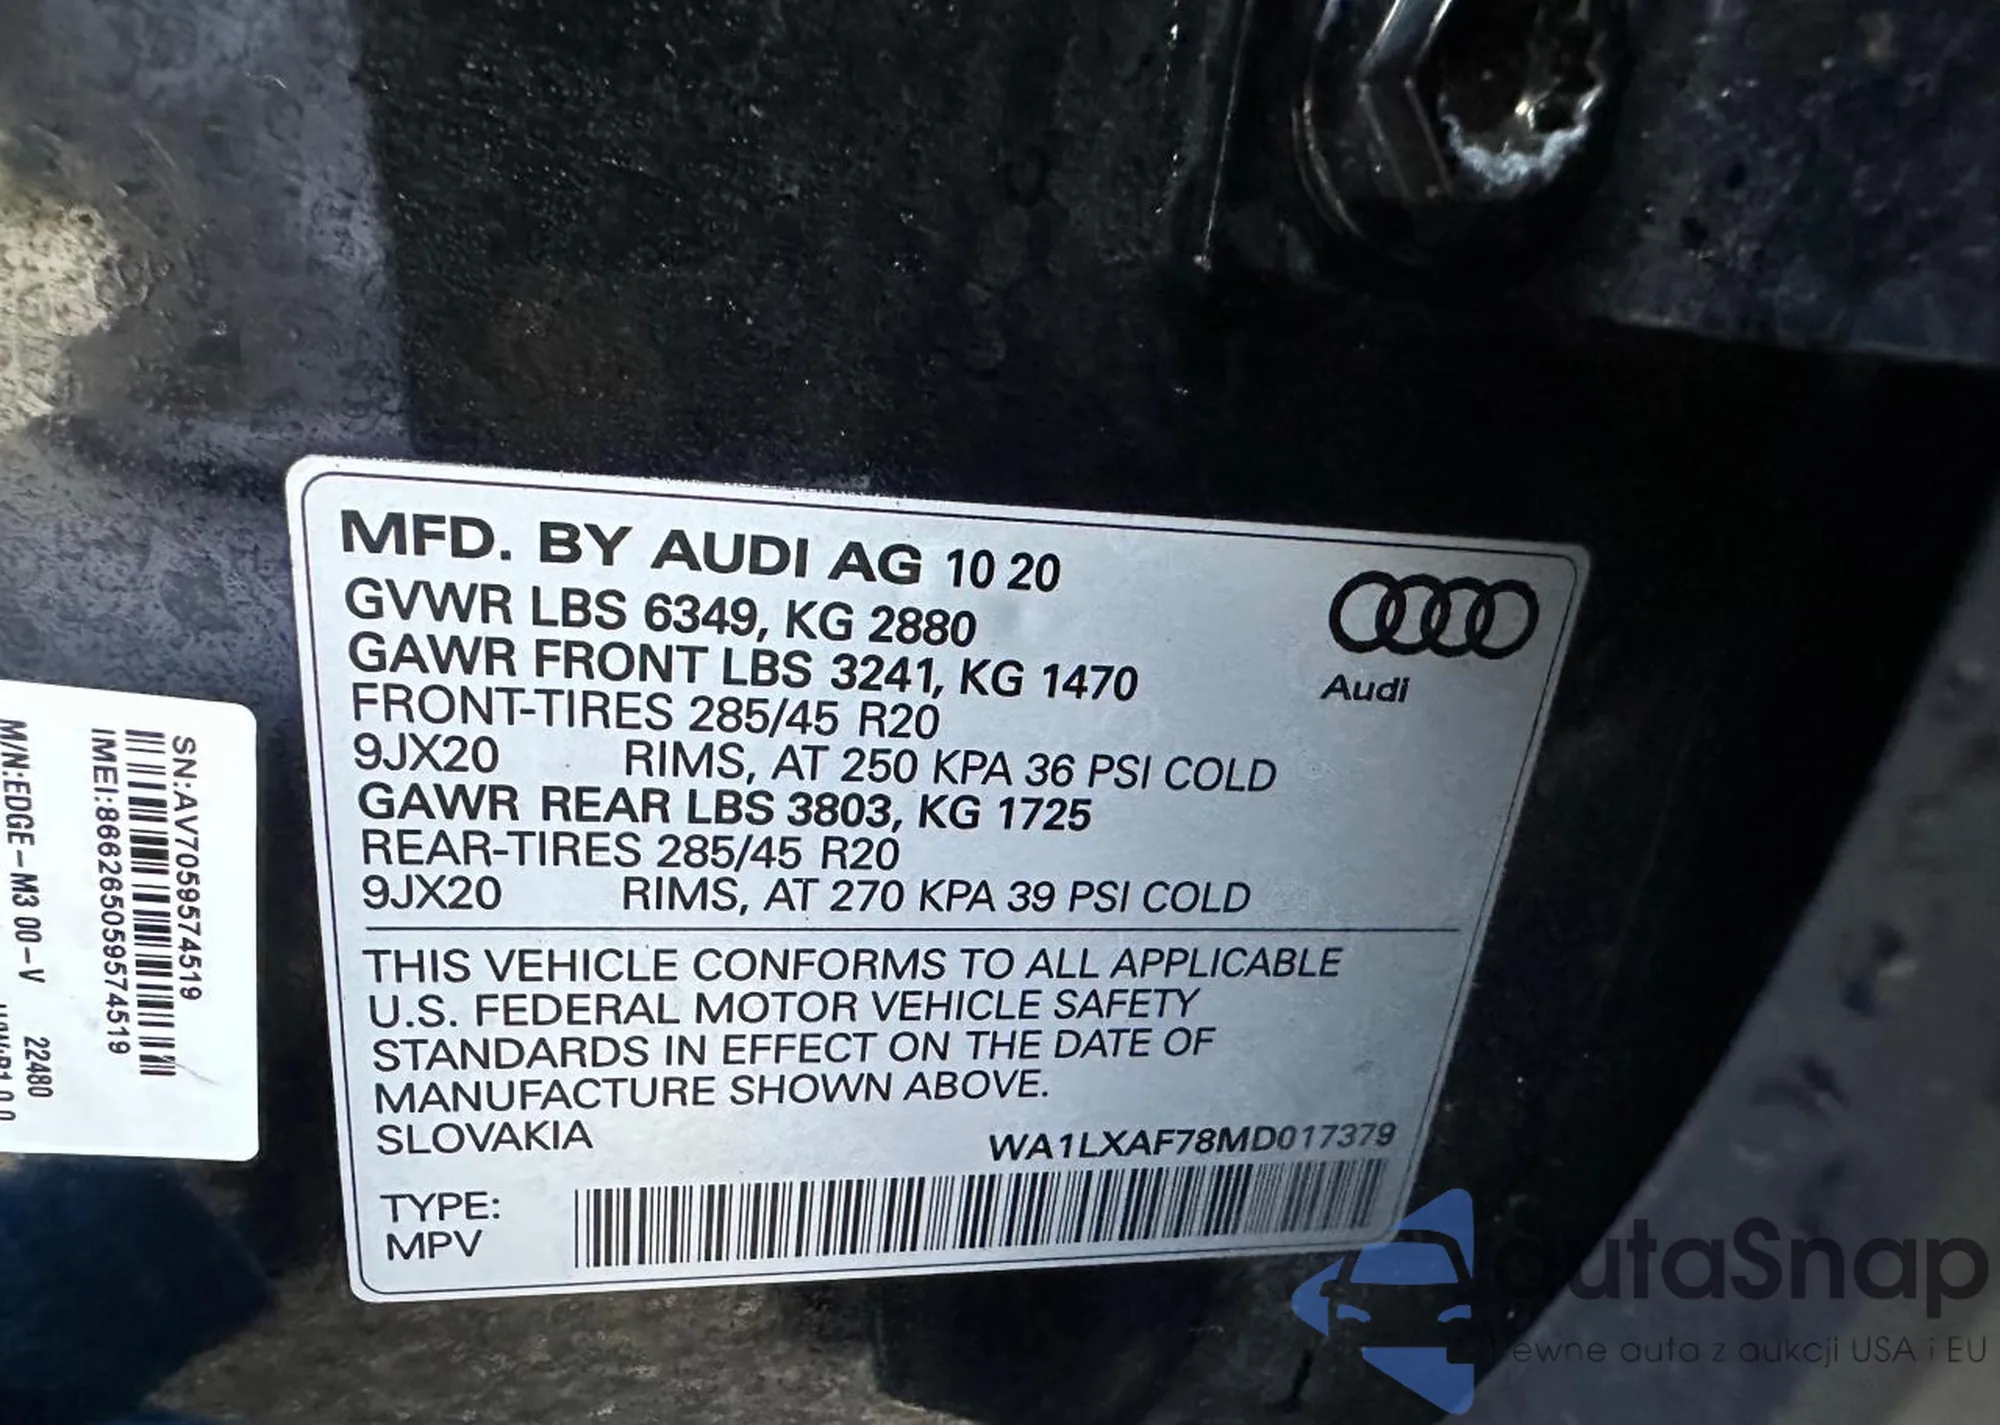 MFD. BY AUDI AG 10 20
GVWR LBS 6349, KG 2880
GAWR FRONT LBS 3241, KG 1470
FRONT-TIRES 285/45 R20
9JX20 RIMS, AT 250 KPA 36 PSI COLD
GAWR REAR LBS 3803, KG 1725
REAR-TIRES 285/45 R20
9JX20 RIMS, AT 270 KPA 39 PSI COLD
Audi
THIS VEHICLE CONFORMS TO ALL APPLICABLE
U.S. FEDERAL MOTOR VEHICLE SAFETY
STANDARDS IN EFFECT ON THE DATE OF
MANUFACTURE SHOWN ABOVE.
SLOVAKIA WA1LXAF78MD017379
TYPE:
MPV
SN:AV7059574519
IMEI:866265059574519
M/N:EDGE-M3 00-V 22480
autaSnap
Pewne auta z aukcji USA i EU